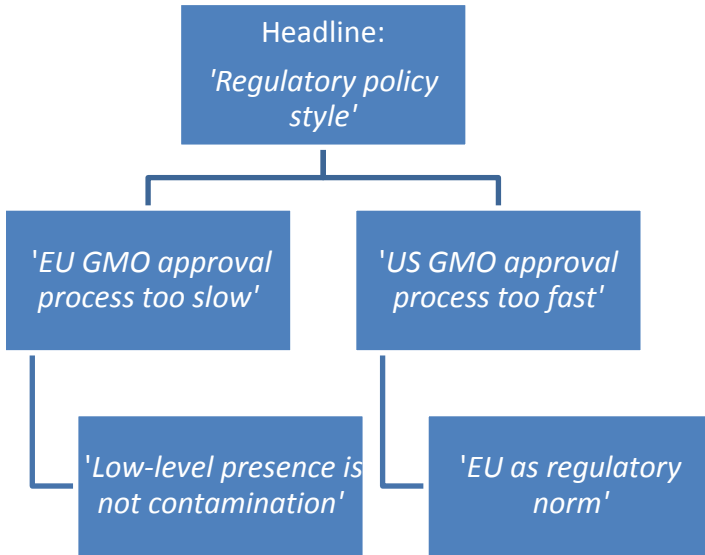 Headline:
'Regulatory policy
style'
'EU GMO approval
process too slow'
'US GMO approval
process too fast'
'Low-level presence is
not contamination'
'EU as regulatory
norm'